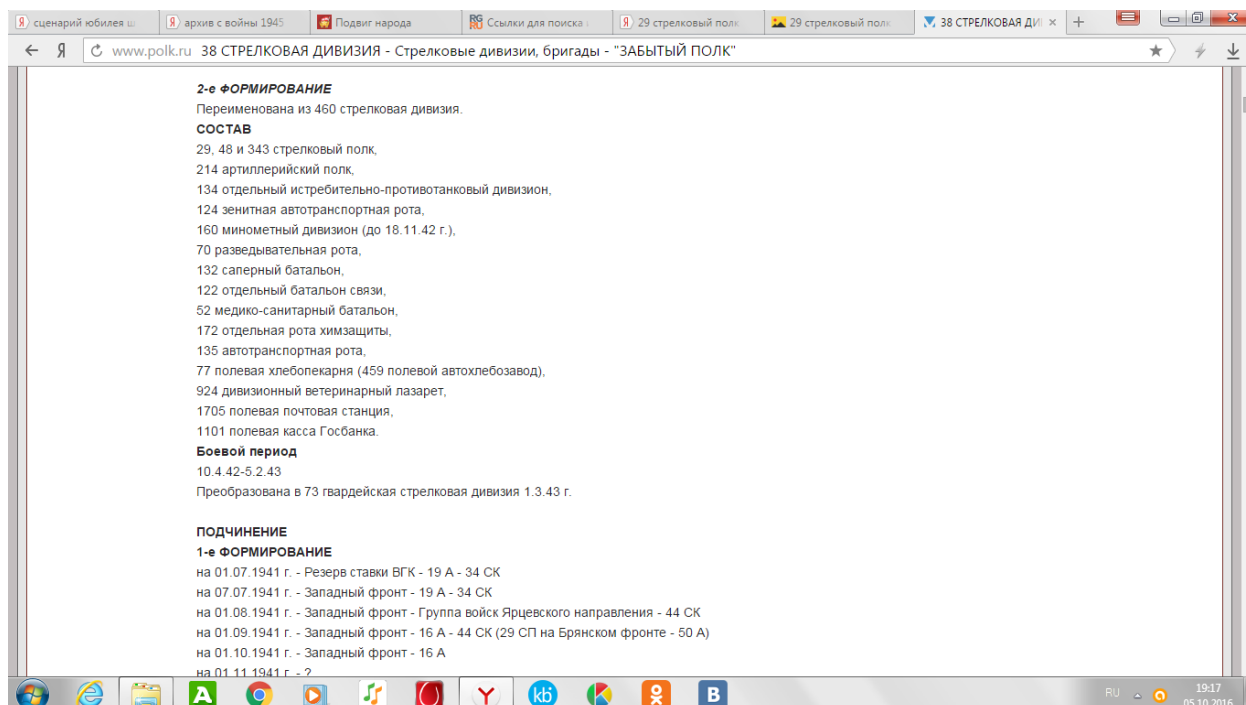 сценарий юбилея ш
архив с войны 1945
Подвиг народа
Ссылки для поиска
29 стрелковый полк
29 стрелковый полк
38 СТРЕЛКОВАЯ ДИ
www.polk.ru 38 СТРЕЛКОВАЯ ДИВИЗИЯ - Стрелковые дивизии, бригады - "ЗАБЫТЫЙ ПОЛК"
2-е ФОРМИРОВАНИЕ
Переименована из 460 стрелковая дивизия.
СОСТАВ
29, 48 и 343 стрелковый полк,
214 артиллерийский полк,
134 отдельный истребительно-противотанковый дивизион,
124 зенитная автотранспортная рота,
160 минометный дивизион (до 18.11.42 г.),
70 разведывательная рота,
132 саперный батальон,
122 отдельный батальон связи,
52 медико-санитарный батальон,
172 отдельная рота химзащиты,
135 автотранспортная рота,
77 полевая хлебопекарня (459 полевой автохлебозавод),
924 дивизионный ветеринарный лазарет,
1705 полевая почтовая станция,
1101 полевая касса Госбанка.
Боевой период
10.4.42-5.2.43
Преобразована в 73 гвардейская стрелковая дивизия 1.3.43 г.
ПОДЧИНЕНИЕ
1-е ФОРМИРОВАНИЕ
на 01.07.1941 г. - Резерв ставки ВГК - 19 А - 34 СК
на 07.07.1941 г. - Западный фронт - 19 А - 34 СК
на 01.08.1941 г. - Западный фронт - Группа войск Ярцевского направления - 44 СК
на 01.09.1941 г. - Западный фронт - 16 А - 44 СК (29 СП на Брянском фронте - 50 А)
на 01.10.1941 г. - Западный фронт - 16 А
на 01.11.1941 г. - ?
RU
19:17
05.10.2016